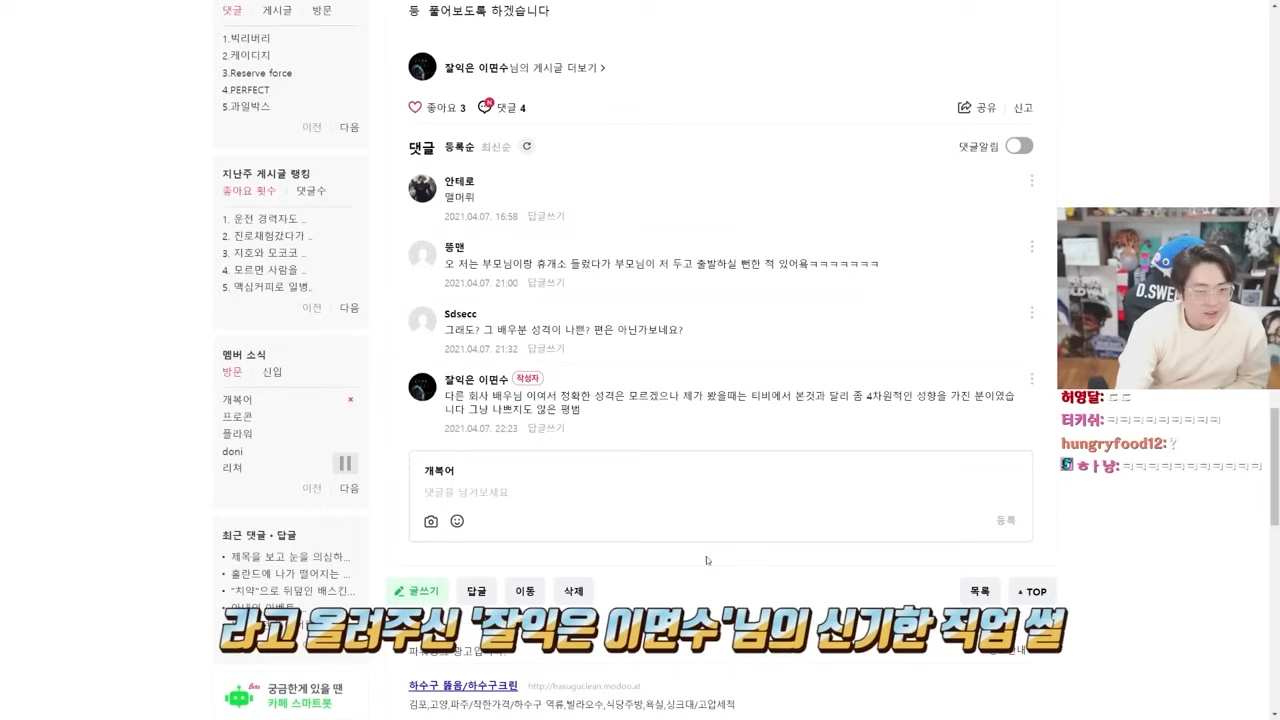 댓글 게시글 방문
1.빅리버리
2.케이디지
3.Reserve force
4.PERFECT
5.과일박스
이전 다음
지난주 게시글 랭킹
좋아요 횟수 댓글수
1. 운전 경력자도 ..
2. 진로체험갔다가 ..
3. 지호와 모코코 ..
4. 모르면 사람을 ..
5. 맥심커피로 일병..
이전 다음
멤버 소식
방문 신입
개복어
프로콘
플라워
doni
리쳐
이전 다음
최근 댓글・답글
• 제목을 보고 눈을 의심하...
• 홀란드에 나가 떨어지는 ...
• "치약"으로 뒤덮인 배스킨...
궁금한게 있을 땐
카페 스마트봇
Beta
등 풀어보도록 하겠습니다
잘익은 이면수님의 게시글 더보기 >
좋아요 3 댓글 4
공유 신고
댓글 등록순 최신순
댓글알림
안테로
맬머뤼
2021.04.07. 16:58 답글쓰기
뚱맨
오 저는 부모님이랑 휴개소 들렀다가 부모님이 저 두고 출발하실 뻔한 적 있어욬ㅋㅋㅋㅋㅋㅋㅋ
2021.04.07. 21:00 답글쓰기
Sdsecc
그래도? 그 배우분 성격이 나쁜? 편은 아닌가보네요?
2021.04.07. 21:32 답글쓰기
잘익은 이면수 작성자
다른 회사 배우님 이여서 정확한 성격은 모르겠으나 제가 봤을때는 티비에서 본것과 달리 좀 4차원적인 성향을 가진 분이였습
니다 그냥 나쁘지도 않은 평범
2021.04.07. 22:23 답글쓰기
개복어
댓글을 남겨보세요
등록
글쓰기 답글 이동 삭제
목록 TOP
라고 올려주신 '잘익은 이면수'님의 신기한 직업 썰
하수구 뚫음/하수구크린 http://hasuguclean.modoo.at
김포,고양,파주/착한가격/하수구 역류,빌라오수,식당주방,욕실,싱크대/고압세척
D.SWE
허영달: ㄷㄷ
터키쉬: ㅋㅋㅋㅋㅋㅋㅋㅋㅋ
hungryfood12: ?
ㅎㅏ냥: ㅋㅋㅋㅋㅋㅋㅋㅋㅋㅋㅋ